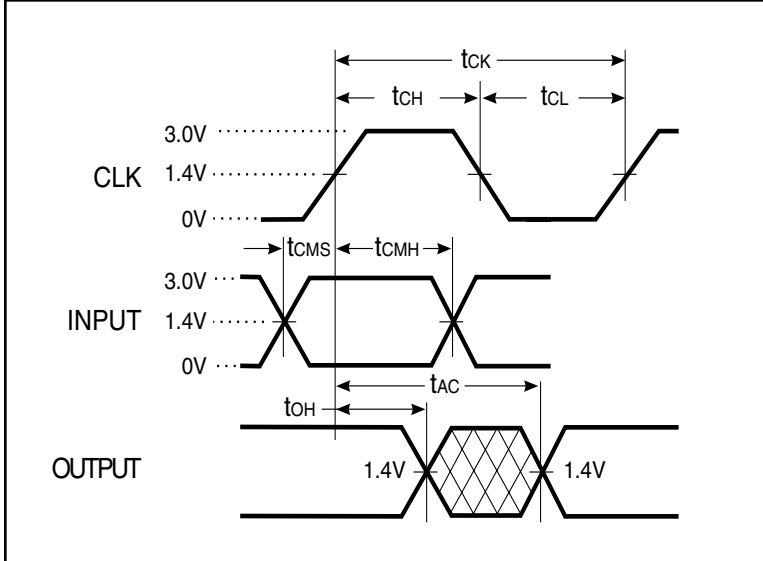 tCK
tCH tCL
3.0V
CLK 1.4V
0V
tCMS tCMH
3.0V
INPUT 1.4V
0V
tAC
tOH
OUTPUT 1.4V 1.4V